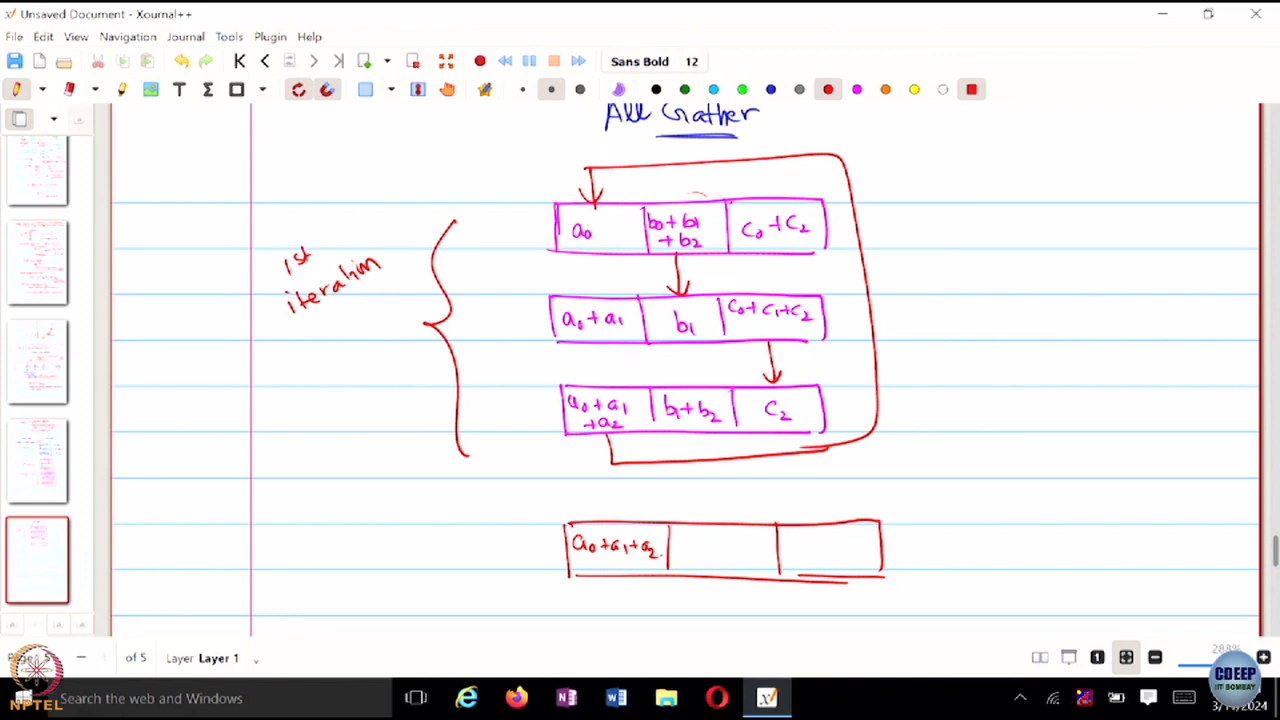 Unsaved Document - Xournal++
File Edit View Navigation Journal Tools Plugin Help
Sans Bold 12
All Gather
1st
iteration
a₀
b₀ + b₁
+ b₂
c₀ + c₂
a₀ + a₁
b₁
c₀ + c₁ + c₂
a₀ + a₁
+ a₂
b₁ + b₂
c₂
a₀ + a₁ + a₂
of 5
Layer Layer 1
288%
Search the web and Windows
NPTEL
CDEEP
IIT BOMBAY